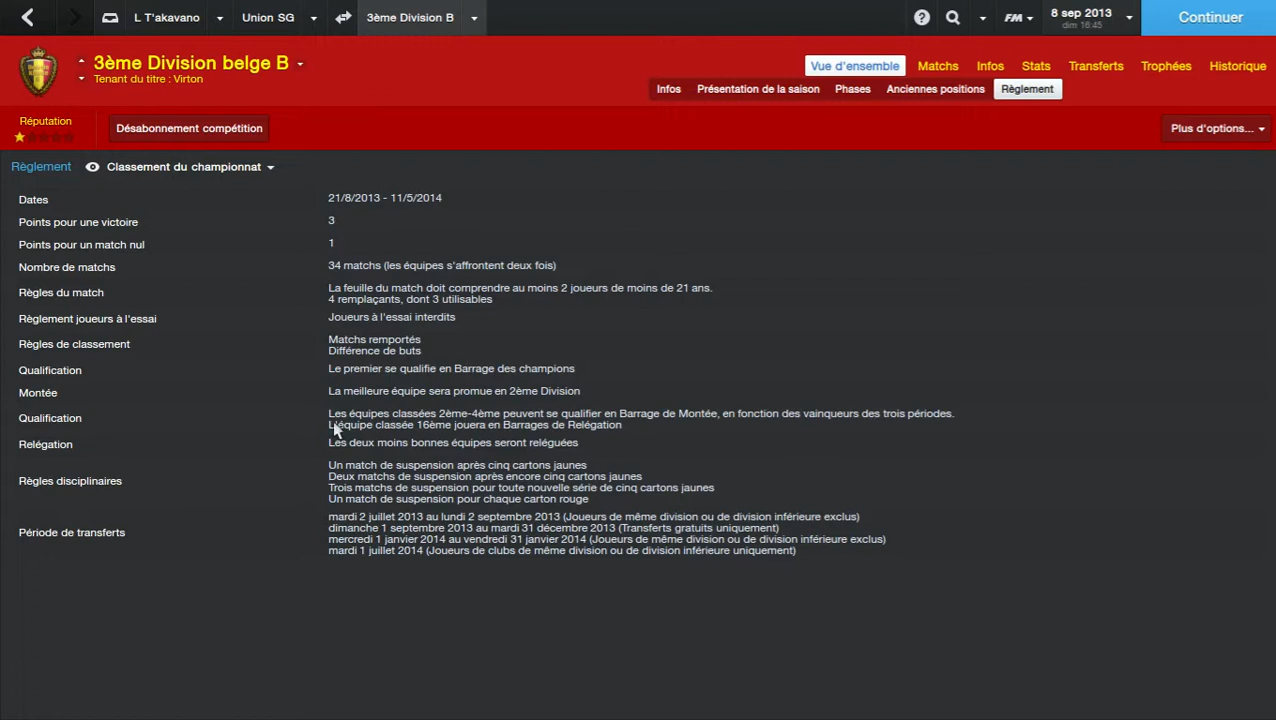 L T'akavano
Union SG
3ème Division B
FM
8 sep 2013
dim 16:45
Continuer
3ème Division belge B
Tenant du titre : Virton
Vue d'ensemble
Matchs
Infos
Stats
Transferts
Trophées
Historique
Infos
Présentation de la saison
Phases
Anciennes positions
Règlement
Réputation
Désabonnement compétition
Plus d'options...
Règlement
Classement du championnat
Dates
21/8/2013 - 11/5/2014
Points pour une victoire
3
Points pour un match nul
1
Nombre de matchs
34 matchs (les équipes s'affrontent deux fois)
Règles du match
La feuille du match doit comprendre au moins 2 joueurs de moins de 21 ans.
4 remplaçants, dont 3 utilisables
Règlement joueurs à l'essai
Joueurs à l'essai interdits
Règles de classement
Matchs remportés
Différence de buts
Qualification
Le premier se qualifie en Barrage des champions
Montée
La meilleure équipe sera promue en 2ème Division
Qualification
Les équipes classées 2ème-4ème peuvent se qualifier en Barrage de Montée, en fonction des vainqueurs des trois périodes.
L'équipe classée 16ème jouera en Barrages de Relégation
Relégation
Les deux moins bonnes équipes seront reléguées
Règles disciplinaires
Un match de suspension après cinq cartons jaunes
Deux matchs de suspension après encore cinq cartons jaunes
Trois matchs de suspension pour toute nouvelle série de cinq cartons jaunes
Un match de suspension pour chaque carton rouge
Période de transferts
mardi 2 juillet 2013 au lundi 2 septembre 2013 (Joueurs de même division ou de division inférieure exclus)
dimanche 1 septembre 2013 au mardi 31 décembre 2013 (Transferts gratuits uniquement)
mercredi 1 janvier 2014 au vendredi 31 janvier 2014 (Joueurs de même division ou de division inférieure exclus)
mardi 1 juillet 2014 (Joueurs de clubs de même division ou de division inférieure uniquement)